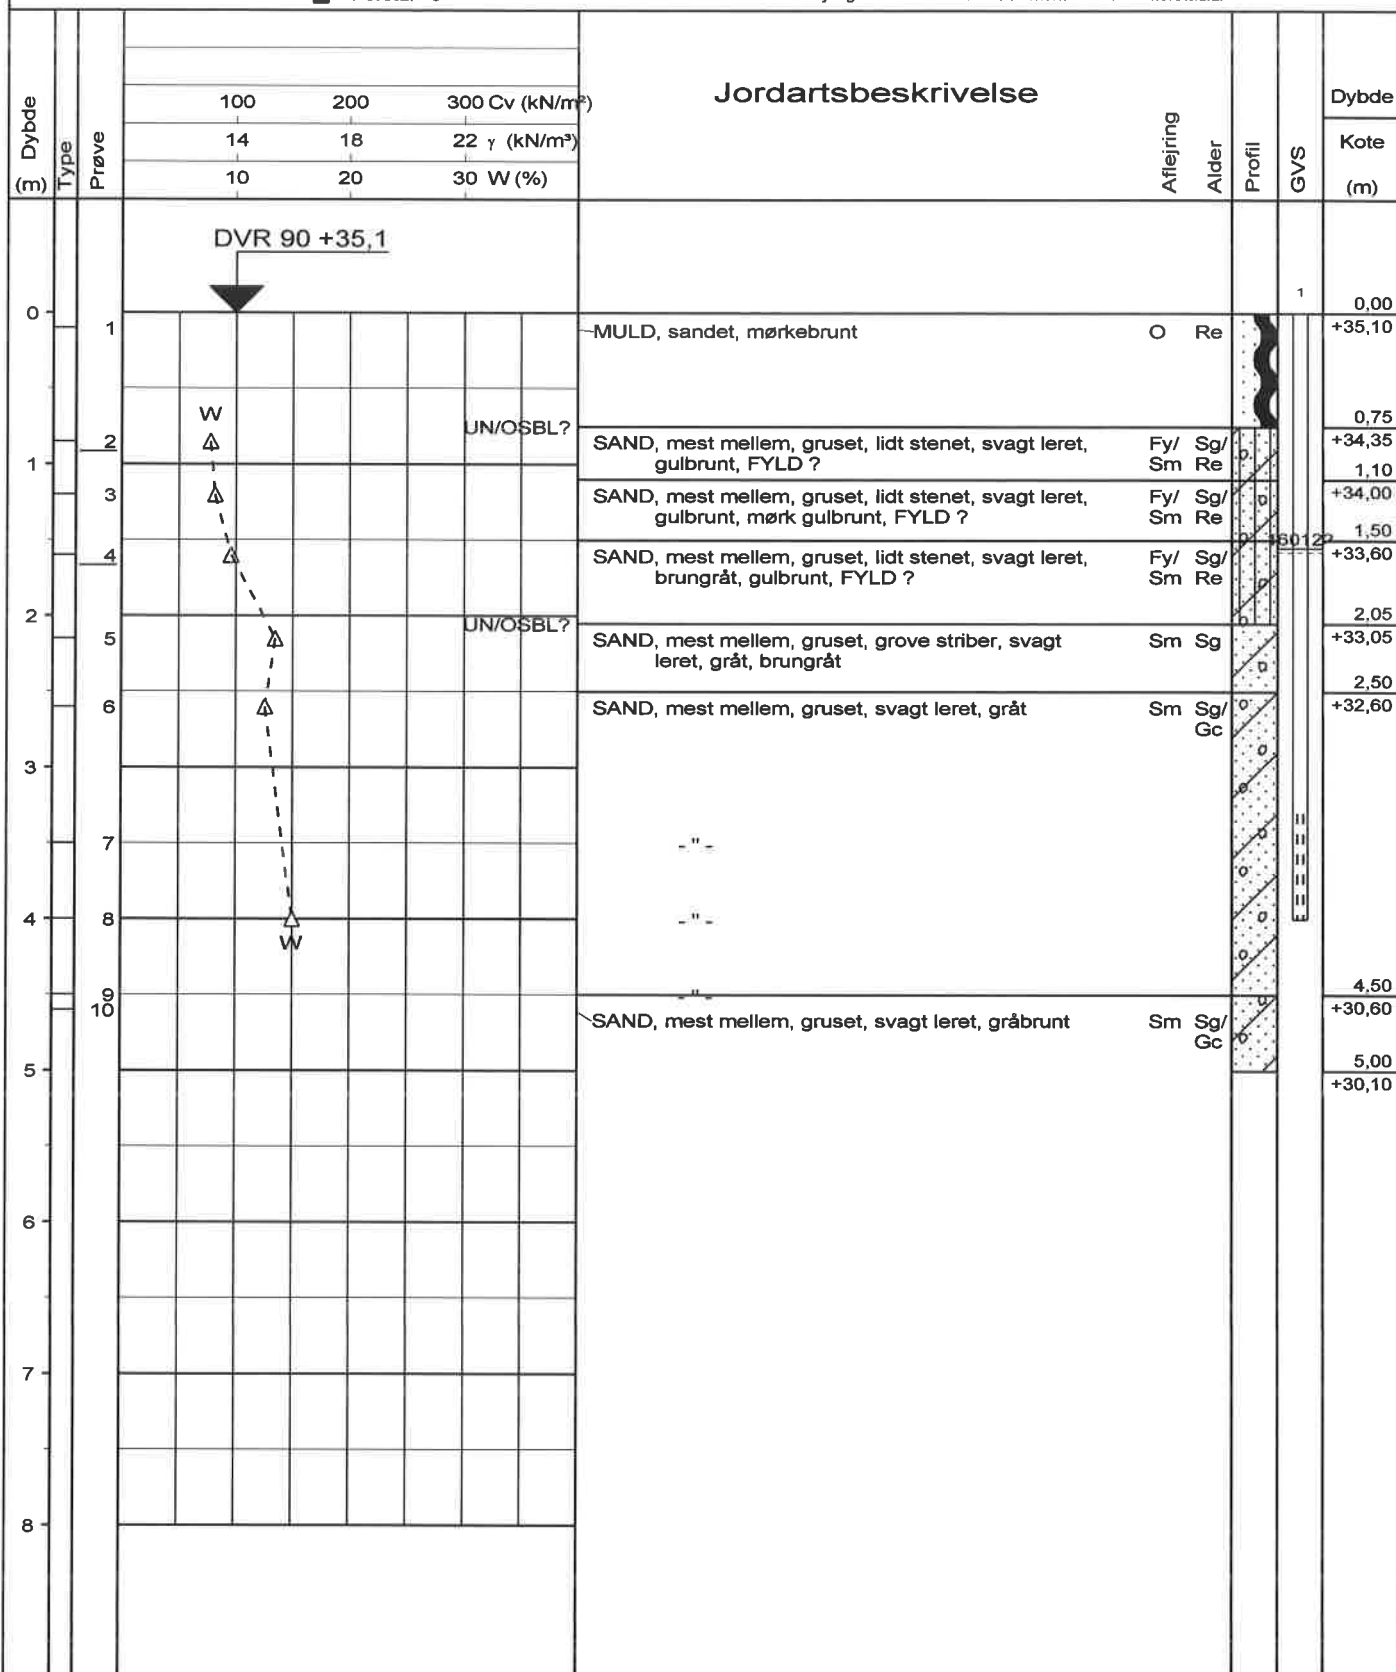 Jordartsbeskrivelse
Dybde
(m)
Type
Prøve
100 200 300 Cv (kN/m²)
14 18 22 γ (kN/m³)
10 20 30 W (%)
Aflejring
Alder
Profil
GVS
Dybde
Kote
(m)
DVR 90 +35,1
1
0 0,00
1 MULD, sandet, mørkebrunt O Re +35,10
W 0,75
UN/OSBL?
2 SAND, mest mellem, gruset, lidt stenet, svagt leret, Fy/ Sg/ +34,35
1 gulbrunt, FYLD ? Sm Re 1,10
3 SAND, mest mellem, gruset, lidt stenet, svagt leret, Fy/ Sg/ +34,00
gulbrunt, mørk gulbrunt, FYLD ? Sm Re 1,50
4 SAND, mest mellem, gruset, lidt stenet, svagt leret, Fy/ Sg/ +33,60
brungråt, gulbrunt, FYLD ? Sm Re
2 2,05
UN/OSBL?
5 SAND, mest mellem, gruset, grove striber, svagt Sm Sg +33,05
leret, gråt, brungråt 2,50
6 SAND, mest mellem, gruset, svagt leret, gråt Sm Sg/ +32,60
Gc
3
7 - " -
4 8 - " -
W
9 - " - 4,50
10 +30,60
SAND, mest mellem, gruset, svagt leret, gråbrunt Sm Sg/
Gc
5 5,00
+30,10
6
7
8